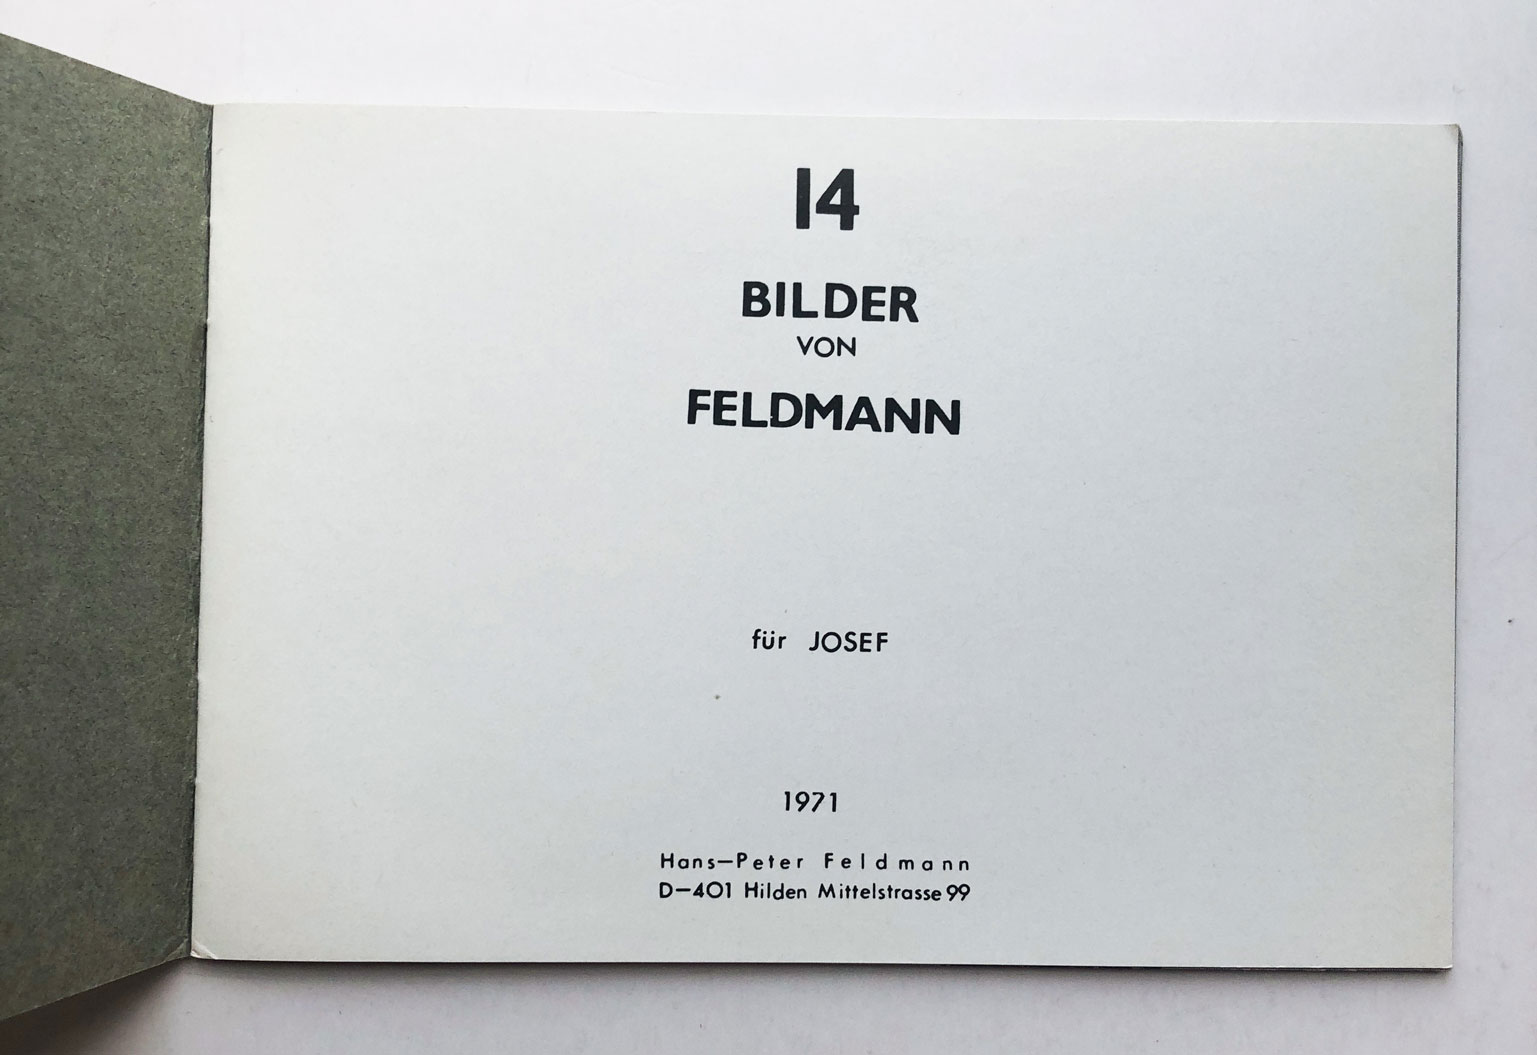 14
BILDER
VON
FELDMANN
für JOSEF
1971
Hans-Peter Feldmann
D-401 Hilden Mittelstrasse 99